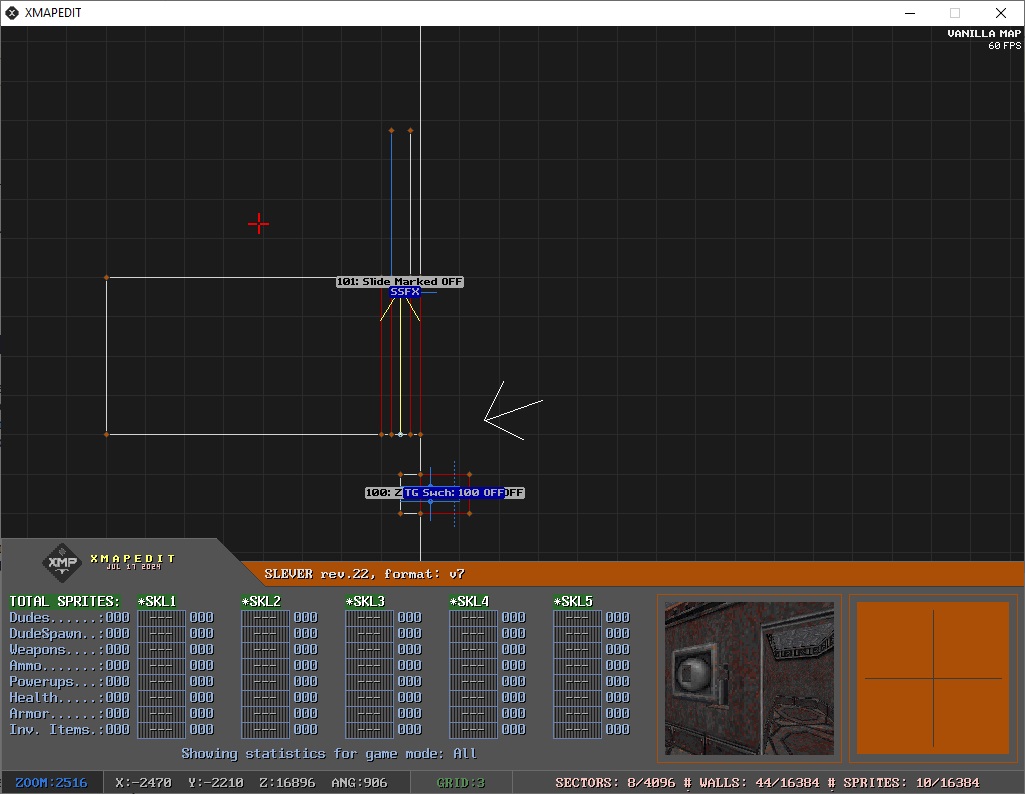 XMAPEDIT
VANILLA MAP
60 FPS
101: Slide Marked OFF
SSFX
100: Z TG Swch: 100 OFF OFF
XMP
XMAPEDIT
JUL 17 2024
SLEVER rev.22, format: v7
TOTAL SPRITES: *SKL1 *SKL2 *SKL3 *SKL4 *SKL5
Dudes......:000 --- 000 --- 000 --- 000 --- 000 --- 000
DudeSpawn..:000 --- 000 --- 000 --- 000 --- 000 --- 000
Weapons....:000 --- 000 --- 000 --- 000 --- 000 --- 000
Ammo.......:000 --- 000 --- 000 --- 000 --- 000 --- 000
Powerups...:000 --- 000 --- 000 --- 000 --- 000 --- 000
Health.....:000 --- 000 --- 000 --- 000 --- 000 --- 000
Armor......:000 --- 000 --- 000 --- 000 --- 000 --- 000
Inv. Items.:000 --- 000 --- 000 --- 000 --- 000 --- 000
Showing statistics for game mode: All
ZOOM:2516 X:-2470 Y:-2210 Z:16896 ANG:906 GRID:3 SECTORS: 8/4096 # WALLS: 44/16384 # SPRITES: 10/16384